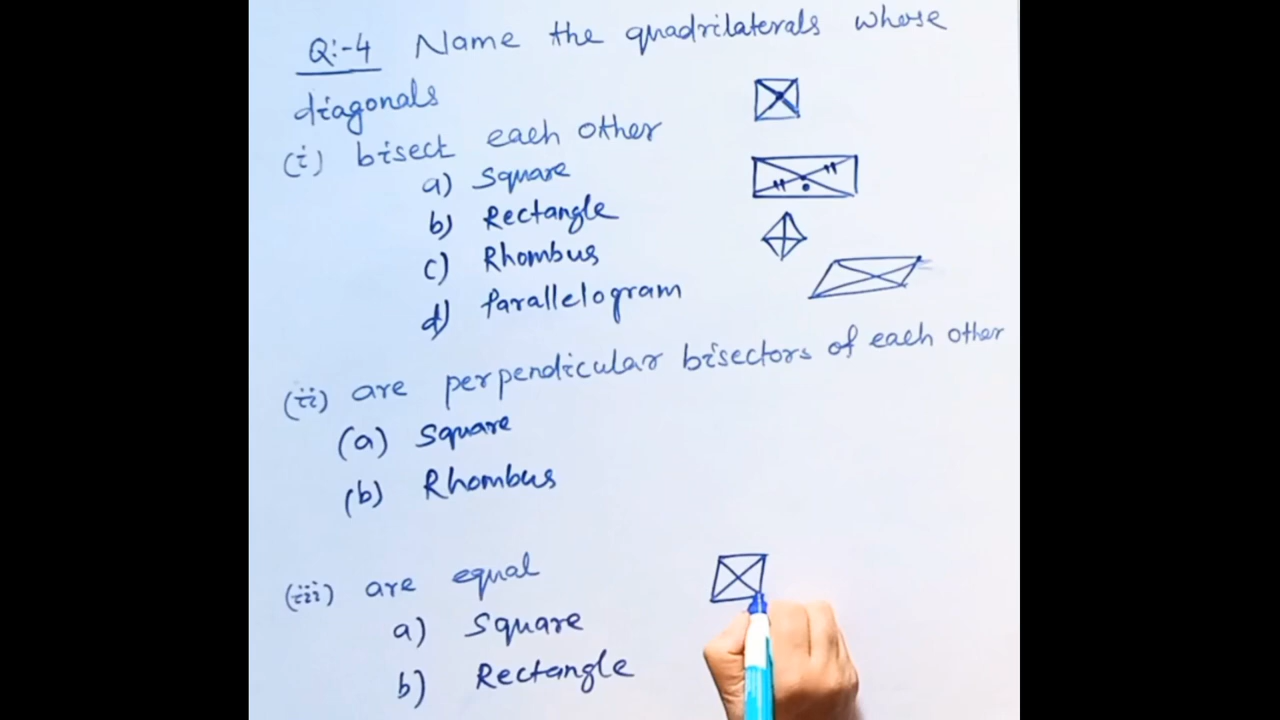 Q:-4 Name the quadrilaterals whose
diagonals
(i) bisect each other
a) Square
b) Rectangle
c) Rhombus
d) parallelogram
(ii) are perpendicular bisectors of each other
(a) Square
(b) Rhombus
(iii) are equal
a) Square
b) Rectangle